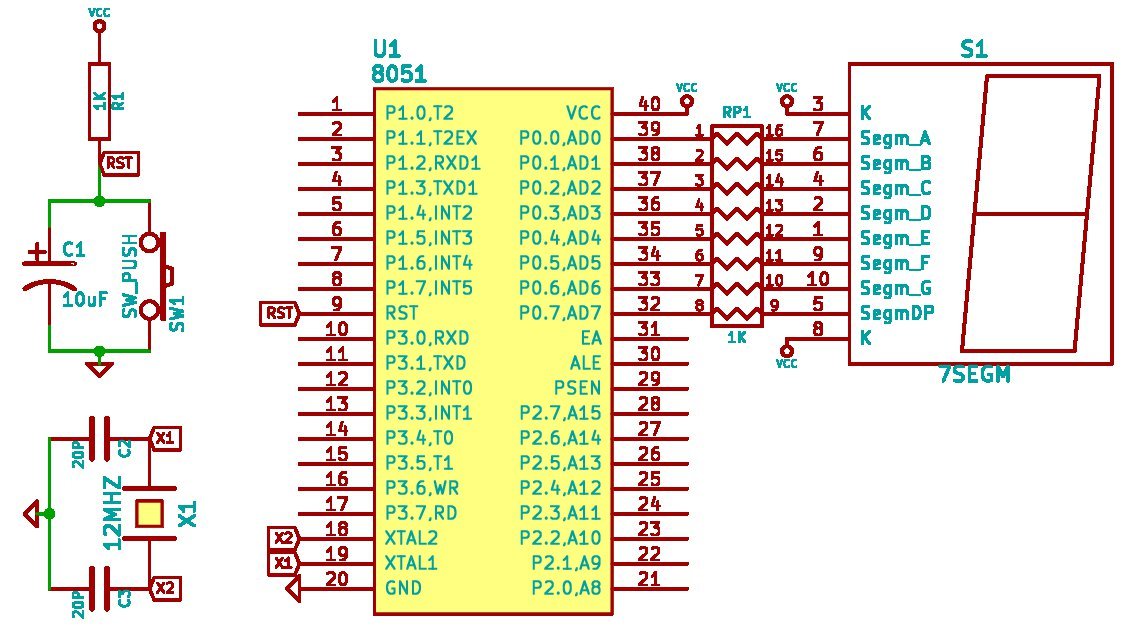 VCC
1K
R1
RST
C1
10uF
SW_PUSH
SW1
20P
C2
X1
12MHZ
X1
20P
C3
X2
U1
8051
1 P1.0,T2
2 P1.1,T2EX
3 P1.2,RXD1
4 P1.3,TXD1
5 P1.4,INT2
6 P1.5,INT3
7 P1.6,INT4
8 P1.7,INT5
RST 9 RST
10 P3.0,RXD
11 P3.1,TXD
12 P3.2,INT0
13 P3.3,INT1
14 P3.4,T0
15 P3.5,T1
16 P3.6,WR
17 P3.7,RD
X2 18 XTAL2
X1 19 XTAL1
20 GND
VCC 40 VCC
P0.0,AD0 39
P0.1,AD1 38
P0.2,AD2 37
P0.3,AD3 36
P0.4,AD4 35
P0.5,AD5 34
P0.6,AD6 33
P0.7,AD7 32
EA 31
ALE 30
PSEN 29
P2.7,A15 28
P2.6,A14 27
P2.5,A13 26
P2.4,A12 25
P2.3,A11 24
P2.2,A10 23
P2.1,A9 22
P2.0,A8 21
RP1
1 16
2 15
3 14
4 13
5 12
6 11
7 10
8 9
1K
S1
VCC 3 K
7 Segm_A
6 Segm_B
4 Segm_C
2 Segm_D
1 Segm_E
9 Segm_F
10 Segm_G
5 SegmDP
VCC 8 K
7SEGM